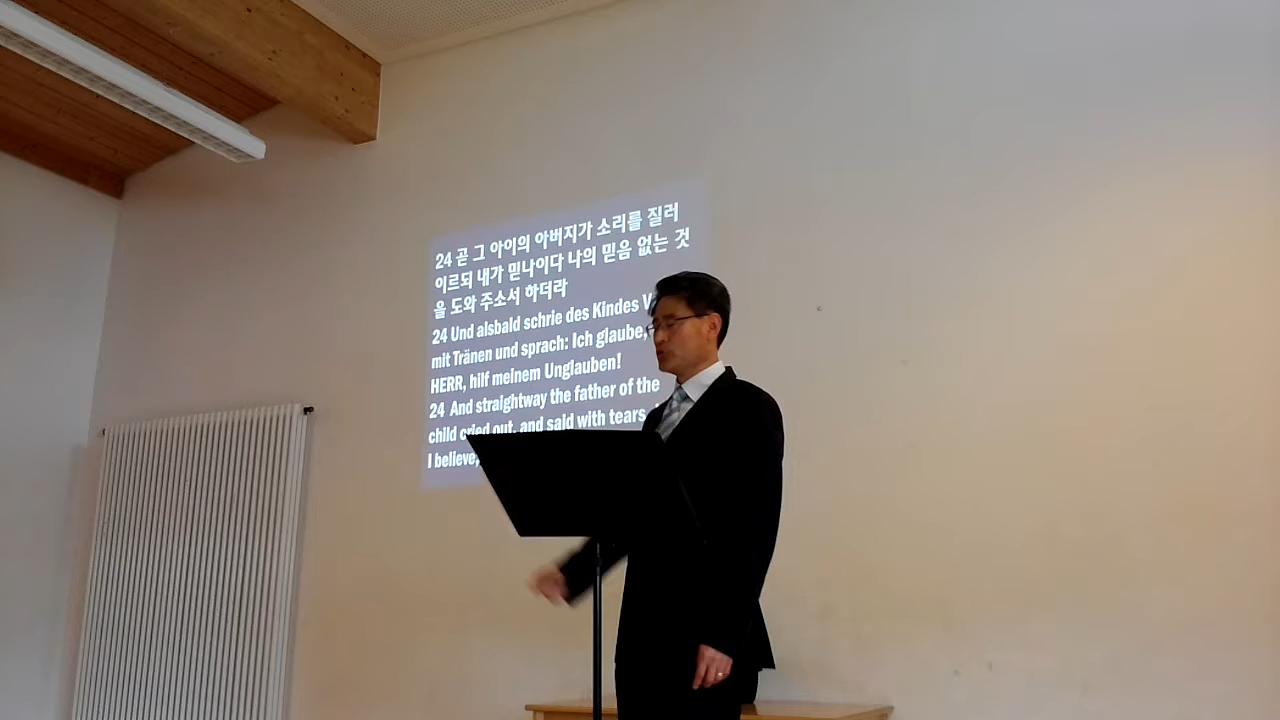 24 곧 그 아이의 아버지가 소리를 질러
이르되 내가 믿나이다 나의 믿음 없는 것
을 도와 주소서 하더라
24 Und alsbald schrie des Kindes
mit Tränen und sprach: Ich glaube,
HERR, hilf meinem Unglauben!
24 And straightway the father of the
child cried out, and said with tears,
I believe,